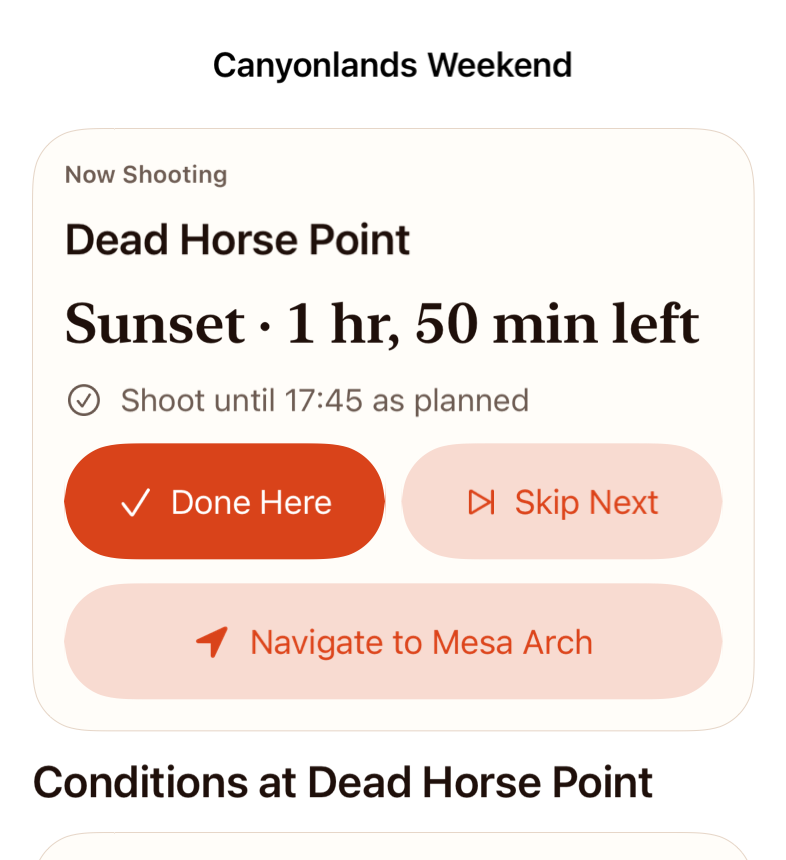 Canyonlands Weekend
Now Shooting
Dead Horse Point
Sunset · 1 hr, 50 min left
Shoot until 17:45 as planned
Done Here
Skip Next
Navigate to Mesa Arch
Conditions at Dead Horse Point